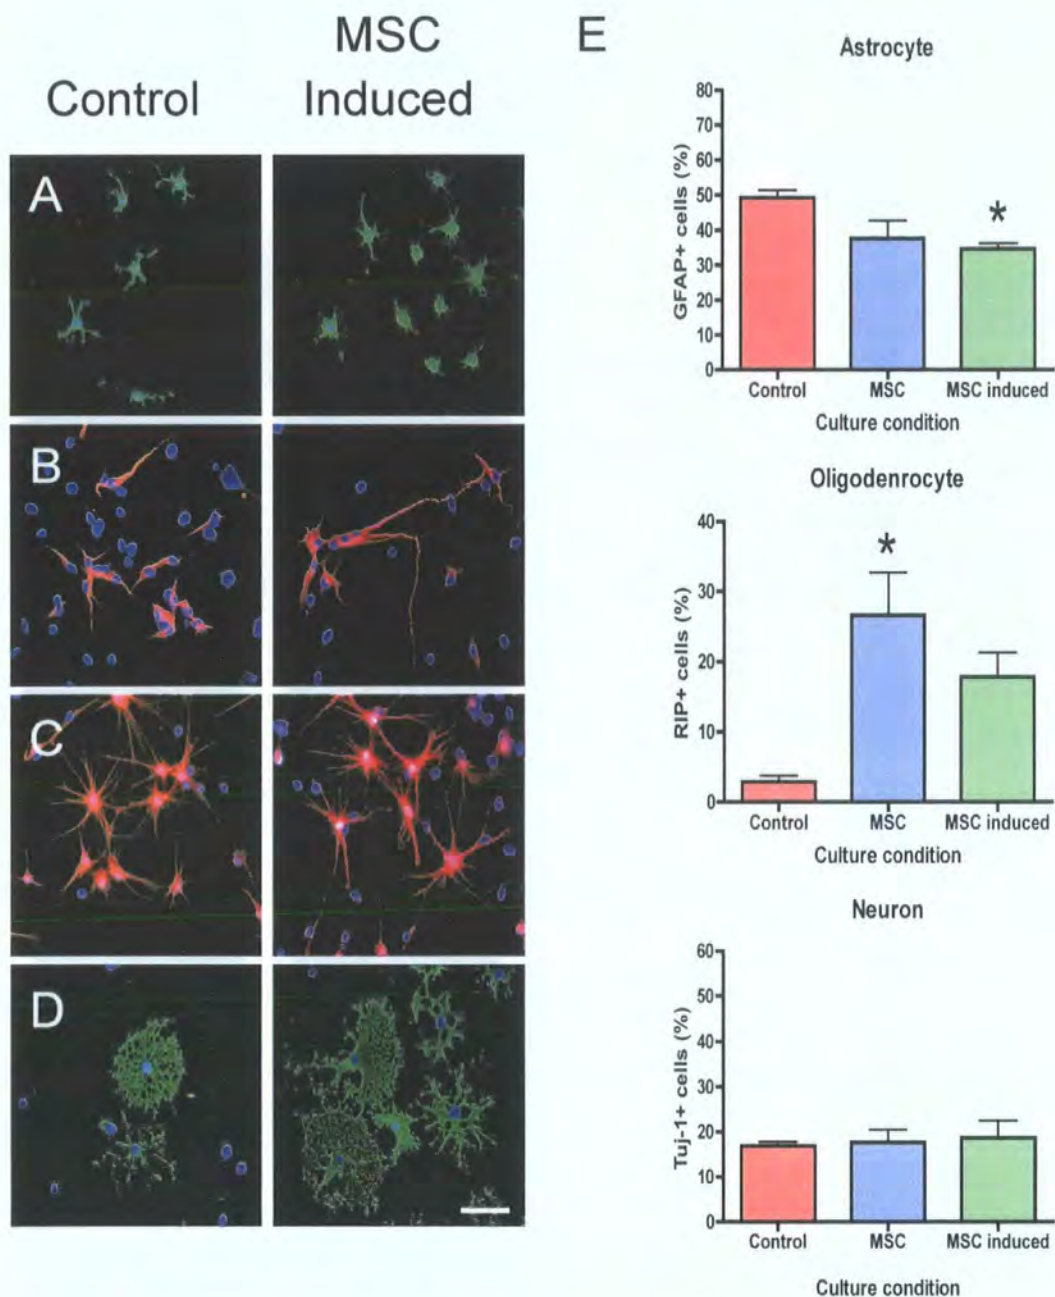 MSC
Control Induced
A
B
C
D
E
Astrocyte
GFAP+ cells (%)
80
70
60
50
40
30
20
10
0
*
Control MSC MSC induced
Culture condition
Oligodenrocyte
RIP+ cells (%)
40
30
20
10
0
*
Control MSC MSC induced
Culture condition
Neuron
Tuj-1+ cells (%)
60
50
40
30
20
10
0
Control MSC MSC induced
Culture condition